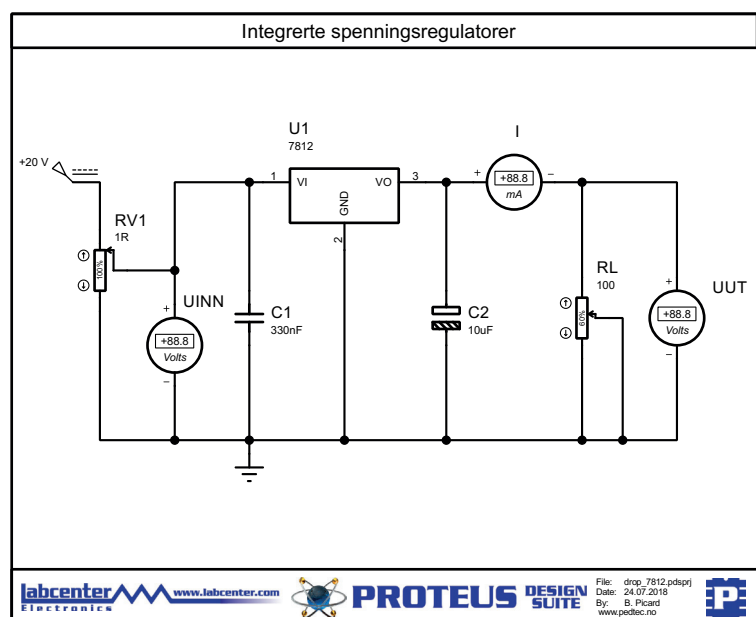 Integrerte spenningsregulatorer
+20 V
RV1
1R
100%
UINN
+88.8
Volts
C1
330nF
U1
7812
1
VI
VO
3
GND
2
I
+88.8
mA
C2
10uF
RL
100
60%
UUT
+88.8
Volts
labcenter
Electronics
www.labcenter.com
PROTEUS DESIGN SUITE
File: drop_7812.pdsprj
Date: 24.07.2018
By: B. Picard
www.pedtec.no